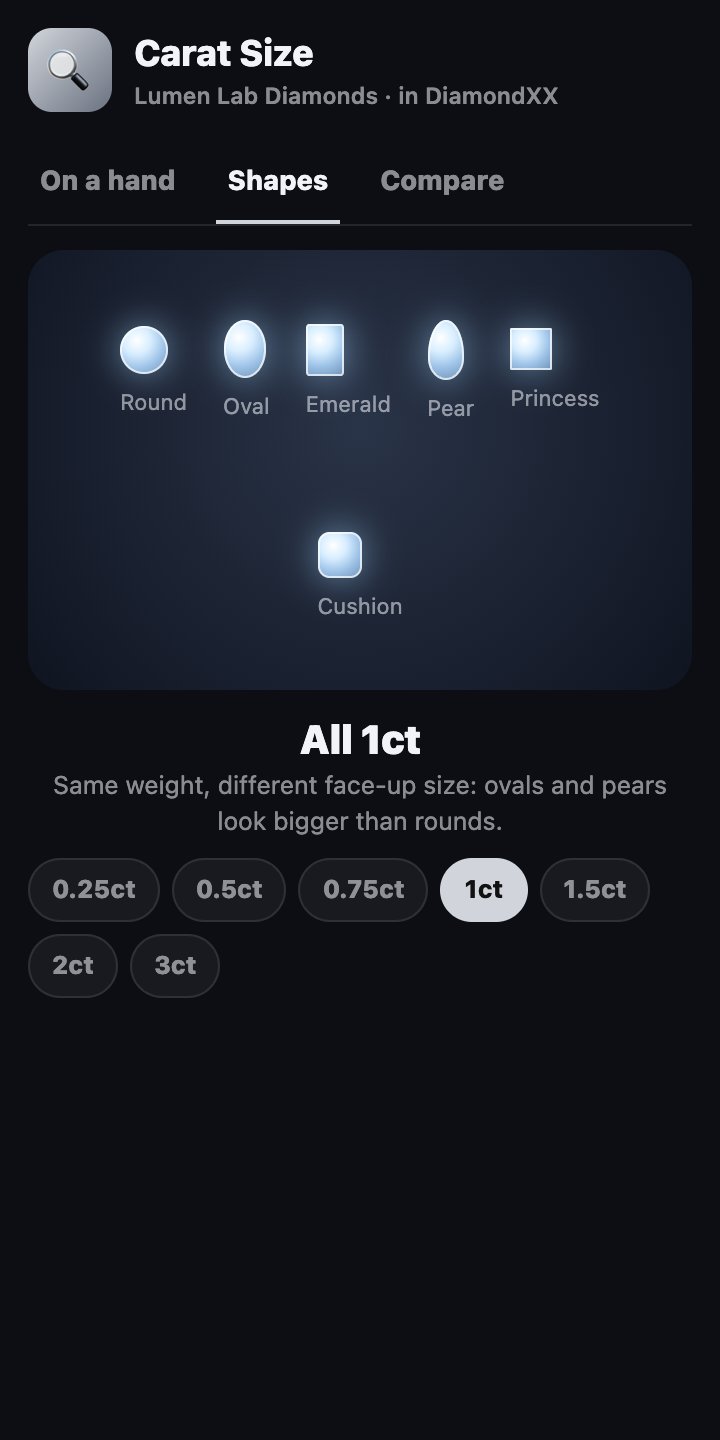 Carat Size
Lumen Lab Diamonds · in DiamondXX
On a hand
Shapes
Compare
Round
Oval
Emerald
Pear
Princess
Cushion
All 1ct
Same weight, different face-up size: ovals and pears
look bigger than rounds.
0.25ct
0.5ct
0.75ct
1ct
1.5ct
2ct
3ct